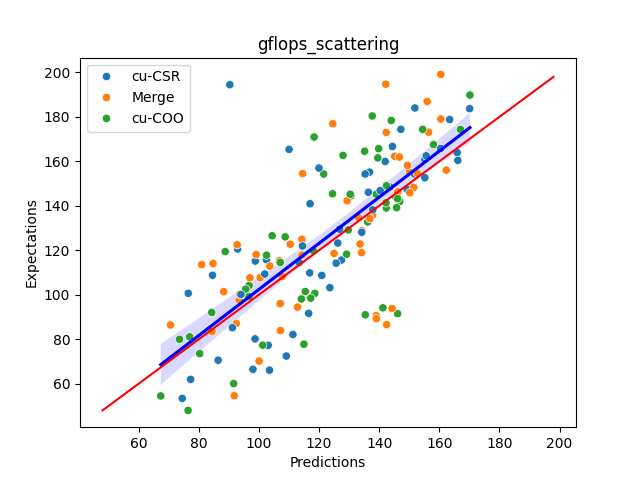 gflops_scattering
cu-CSR
Merge
cu-COO
Expectations
200
180
160
140
120
100
80
60
60 80 100 120 140 160 180 200
Predictions